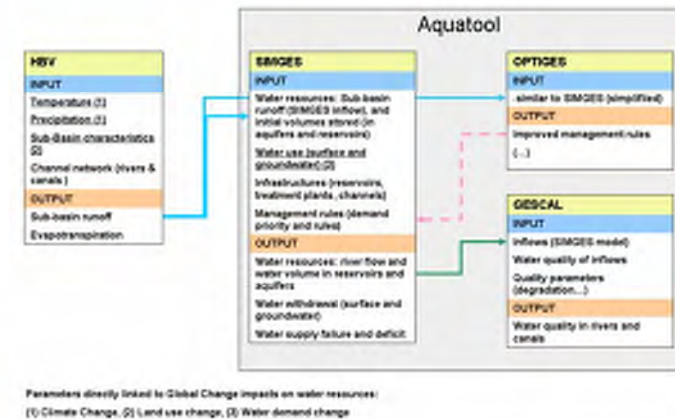 Aquatool
HBV
INPUT
Temperature (1)
Precipitation (1)
Sub-Basin characteristics
(2)
Channel network (rivers &
canals )
OUTPUT
Sub-basin runoff
Evapotranspiration
SIMGES
INPUT
Water resources: Sub-basin
runoff (SIMGES inflow), and
initial volumes stored (in
aquifers and reservoirs)
Water use (surface and
groundwater) (3)
Infrastructures (reservoirs,
treatment plants, channels)
Management rules (demand
priority and rules)
OUTPUT
Water resources: river flow and
water volume in reservoirs and
aquifers
Water withdrawal (surface and
groundwater)
Water supply failure and deficit
OPTIGES
INPUT
similar to SIMGES (simplified)
OUTPUT
Improved management rules
(...)
GESCAL
INPUT
Inflows (SIMGES model)
Water quality of inflows
Quality parameters
(degradation...)
OUTPUT
Water quality in rivers and
canals
Parameters directly linked to Global Change impacts on water resources:
(1) Climate Change, (2) Land use change, (3) Water demand change